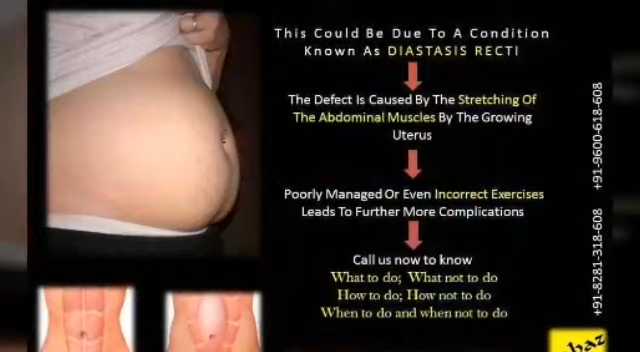 This Could Be Due To A Condition
Known As DIASTASIS RECTI
The Defect Is Caused By The Stretching Of
The Abdominal Muscles By The Growing
Uterus
Poorly Managed Or Even Incorrect Exercises
Leads To Further More Complications
Call us now to know
What to do; What not to do
How to do; How not to do
When to do and when not to do
+91-8281-318-608
+91-9600-618-608